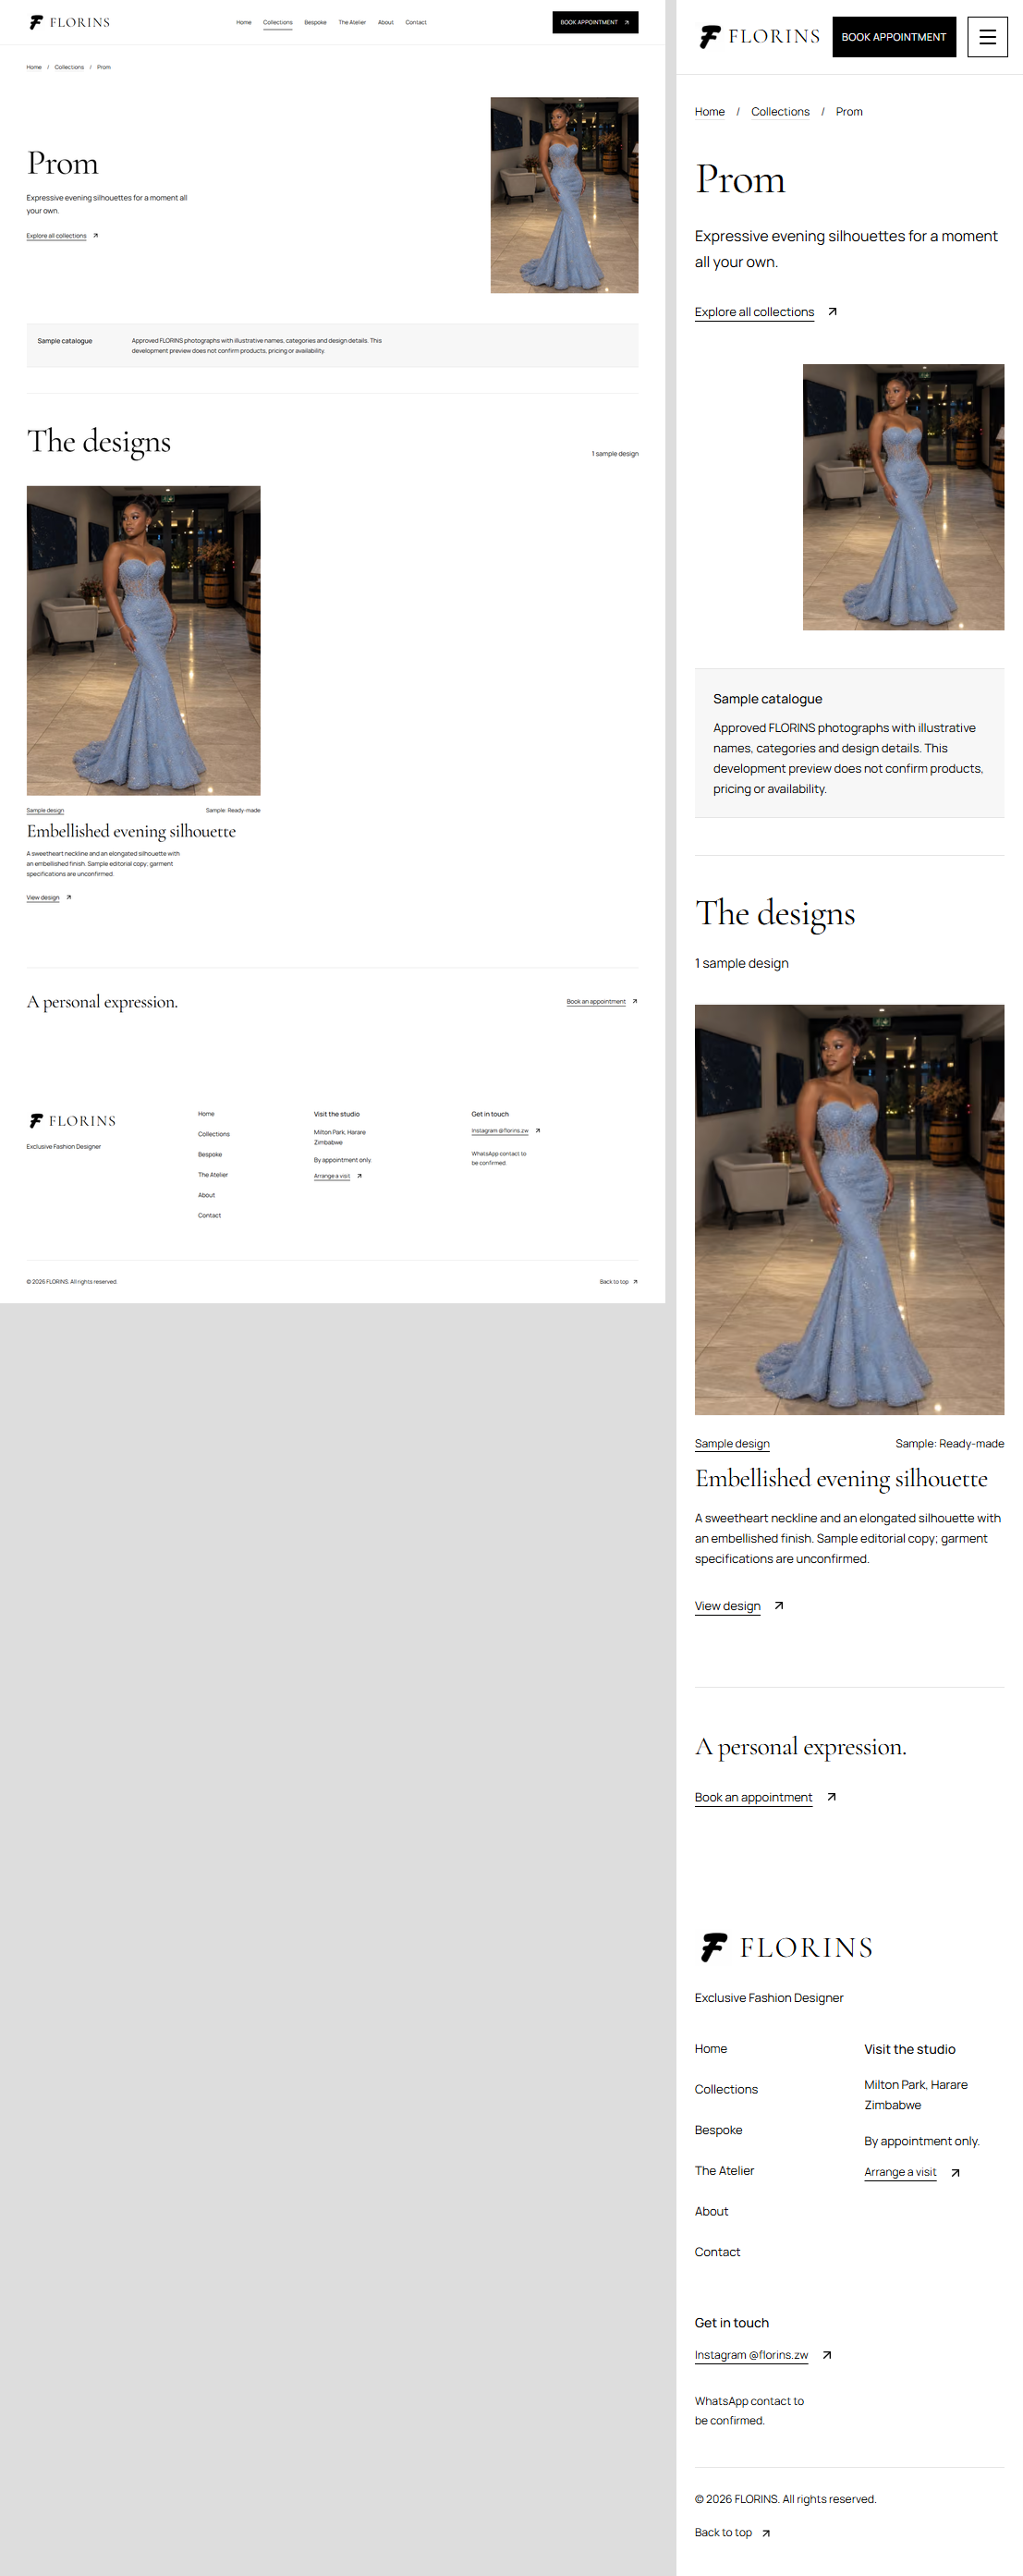 FLORINS
Home Collections Bespoke The Atelier About Contact
BOOK APPOINTMENT
Home / Collections / Prom
Prom
Expressive evening silhouettes for a moment all
your own.
Explore all collections
Sample catalogue
Approved FLORINS photographs with illustrative names, categories and design details. This
development preview does not confirm products, pricing or availability.
The designs
1 sample design
Sample design
Sample: Ready-made
Embellished evening silhouette
A sweetheart neckline and an elongated silhouette with
an embellished finish. Sample editorial copy; garment
specifications are unconfirmed.
View design
A personal expression.
Book an appointment
FLORINS
Exclusive Fashion Designer
Home
Collections
Bespoke
The Atelier
About
Contact
Visit the studio
Milton Park, Harare
Zimbabwe
By appointment only.
Arrange a visit
Get in touch
Instagram @florins.zw
WhatsApp contact to
be confirmed.
© 2026 FLORINS. All rights reserved.
Back to top
FLORINS
BOOK APPOINTMENT
Home / Collections / Prom
Prom
Expressive evening silhouettes for a moment
all your own.
Explore all collections
Sample catalogue
Approved FLORINS photographs with illustrative
names, categories and design details. This
development preview does not confirm products,
pricing or availability.
The designs
1 sample design
Sample design
Sample: Ready-made
Embellished evening silhouette
A sweetheart neckline and an elongated silhouette with
an embellished finish. Sample editorial copy; garment
specifications are unconfirmed.
View design
A personal expression.
Book an appointment
FLORINS
Exclusive Fashion Designer
Home
Collections
Bespoke
The Atelier
About
Contact
Visit the studio
Milton Park, Harare
Zimbabwe
By appointment only.
Arrange a visit
Get in touch
Instagram @florins.zw
WhatsApp contact to
be confirmed.
© 2026 FLORINS. All rights reserved.
Back to top